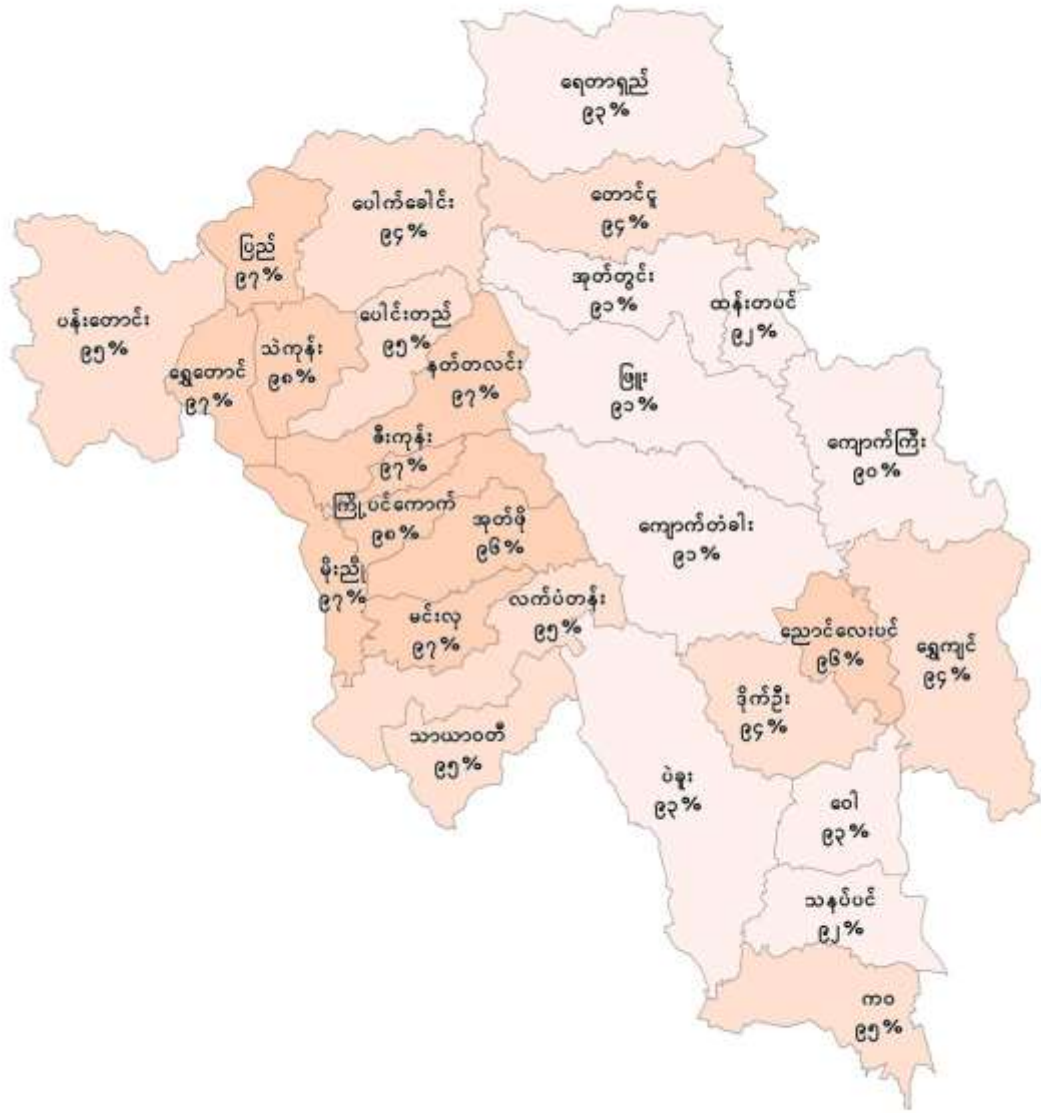 ရေတာရှည်
၉၃%
တောင်ငူ
၉၄%
ပေါက်ခေါင်း
၉၄%
ပြည်
၉၇%
အုတ်တွင်း
၉၁%
ထန်းတပင်
၉၂%
ပန်းတောင်း
၉၅%
ပေါင်းတည်
၉၅%
သဲကုန်း
၉၈%
ရွှေတောင်
၉၇%
နတ်တလင်း
၉၇%
ဖြူး
၉၁%
ကျောက်ကြီး
၉၀%
ဇီးကုန်း
၉၇%
ကြို့ပင်ကောက်
၉၈%
အုတ်ဖို
၉၆%
ကျောက်တံခါး
၉၁%
မိုးညို
၉၇%
မင်းလှ
၉၇%
လက်ပံတန်း
၉၅%
ညောင်လေးပင်
၉၆%
ရွှေကျင်
၉၄%
ဒိုက်ဦး
၉၄%
သာယာဝတီ
၉၅%
ပဲခူး
၉၃%
ဝေါ
၉၃%
သနပ်ပင်
၉၂%
ကဝ
၉၅%